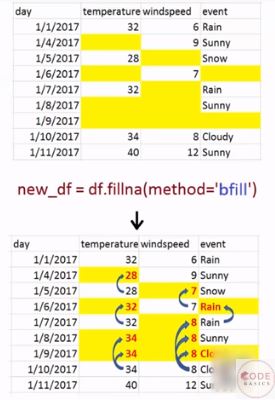 day temperature windspeed event
1/1/2017 32 6 Rain
1/4/2017 9 Sunny
1/5/2017 28 Snow
1/6/2017 7
1/7/2017 32 Rain
1/8/2017 Sunny
1/9/2017
1/10/2017 34 8 Cloudy
1/11/2017 40 12 Sunny
new_df = df.fillna(method='bfill')
day temperature windspeed event
1/1/2017 32 6 Rain
1/4/2017 28 9 Sunny
1/5/2017 28 7 Snow
1/6/2017 32 7 Rain
1/7/2017 32 8 Rain
1/8/2017 34 8 Sunny
1/9/2017 34 8
1/10/2017 34 8
1/11/2017 40 12
CODE
BASICS